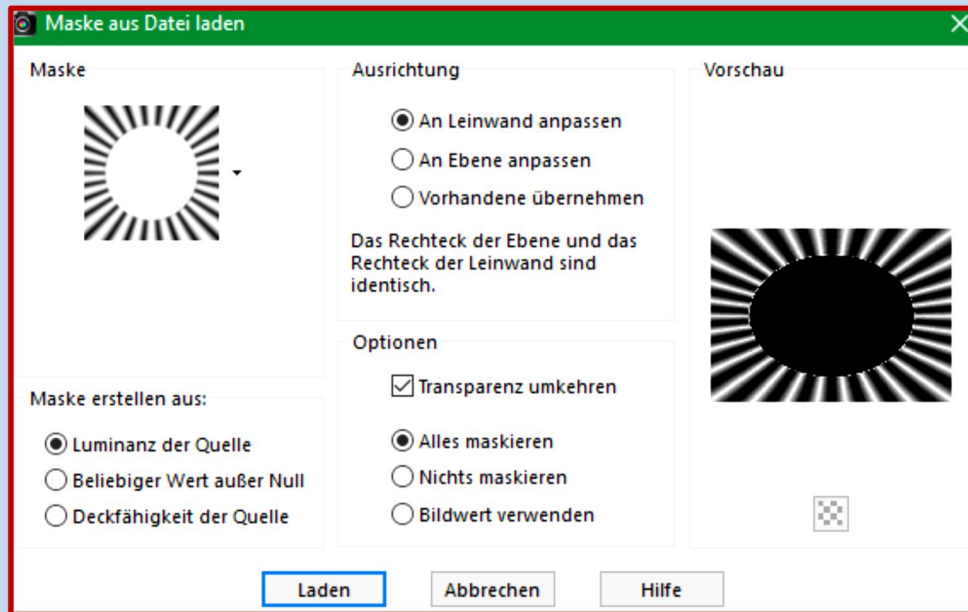 Maske aus Datei laden
Maske
Maske erstellen aus:
Luminanz der Quelle
Beliebiger Wert außer Null
Deckfähigkeit der Quelle
Ausrichtung
An Leinwand anpassen
An Ebene anpassen
Vorhandene übernehmen
Das Rechteck der Ebene und das
Rechteck der Leinwand sind
identisch.
Optionen
Transparenz umkehren
Alles maskieren
Nichts maskieren
Bildwert verwenden
Vorschau
Laden
Abbrechen
Hilfe